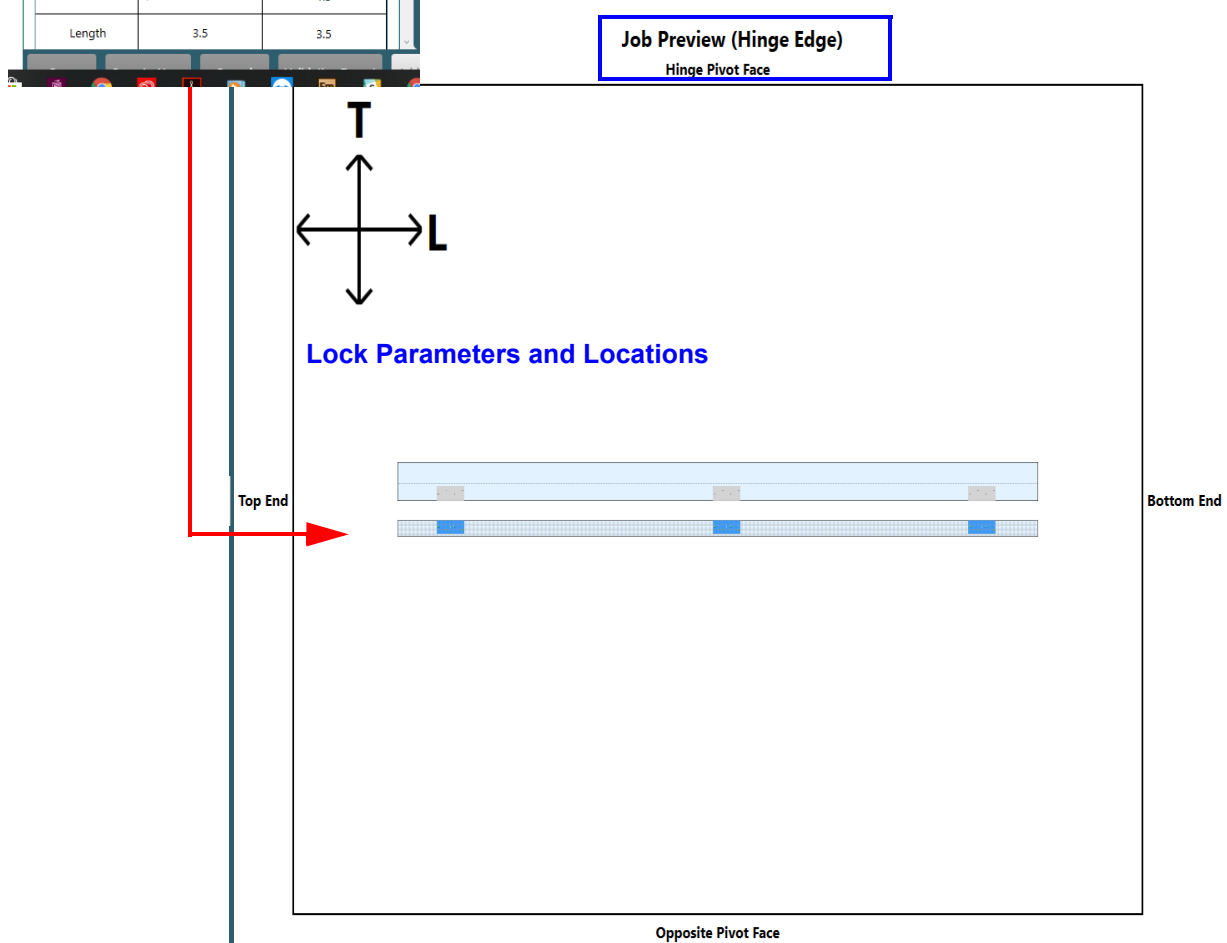 Length 3.5 3.5
Job Preview (Hinge Edge)
Hinge Pivot Face
T
L
Lock Parameters and Locations
Top End
Bottom End
Opposite Pivot Face